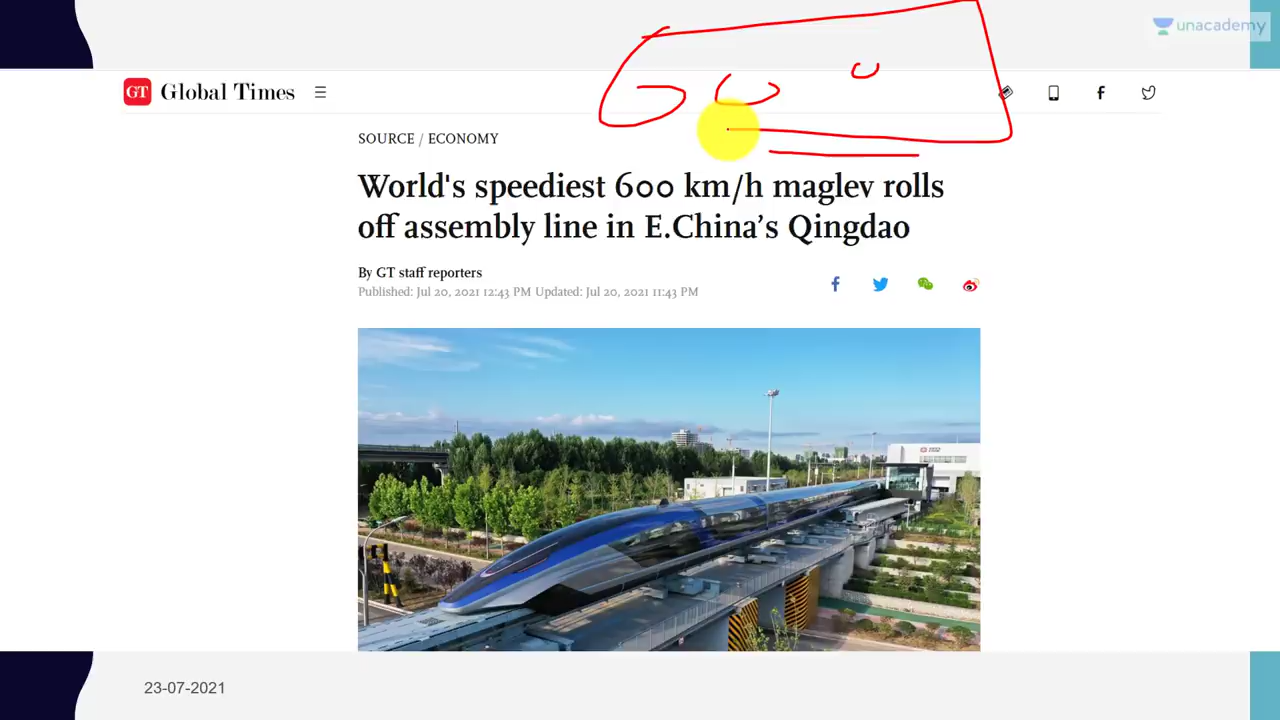 unacademy
GT Global Times
SOURCE / ECONOMY
World's speediest 600 km/h maglev rolls
off assembly line in E.China’s Qingdao
By GT staff reporters
Published: Jul 20, 2021 12:43 PM Updated: Jul 20, 2021 11:43 PM
23-07-2021